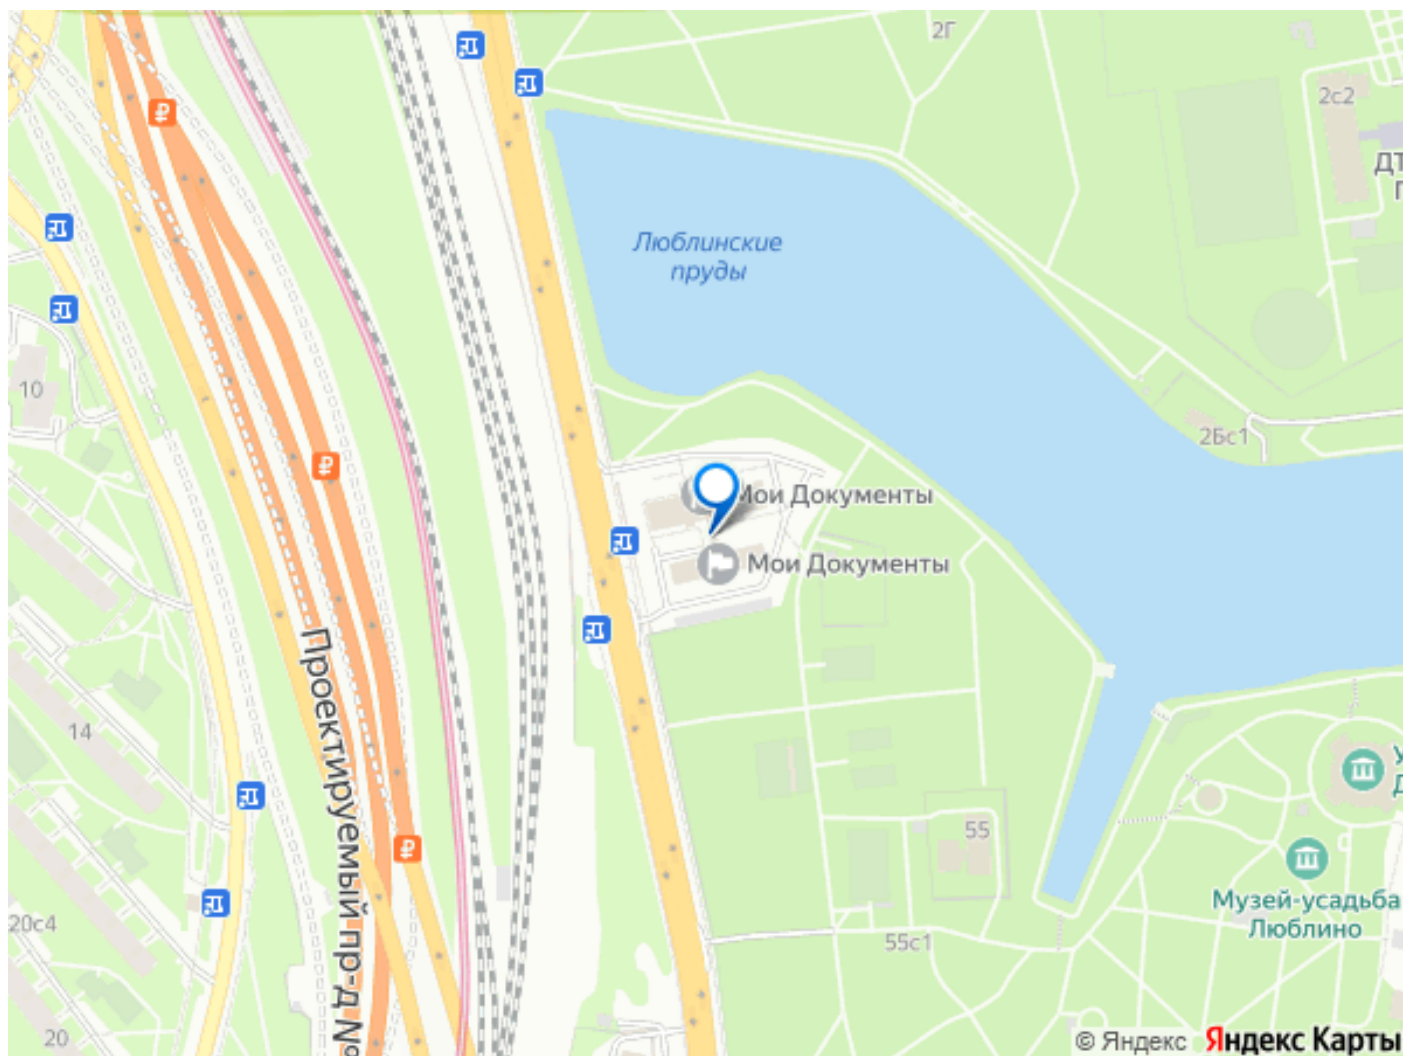 2Г
2с2
ДТ
Г
Люблинские
пруды
10
2Бс1
Мои Документы
Мои Документы
Проектируемый пр-д №
14
У
Д
55
Музей-усадьба
Люблино
20с4
55с1
20
© Яндекс Яндекс Карты